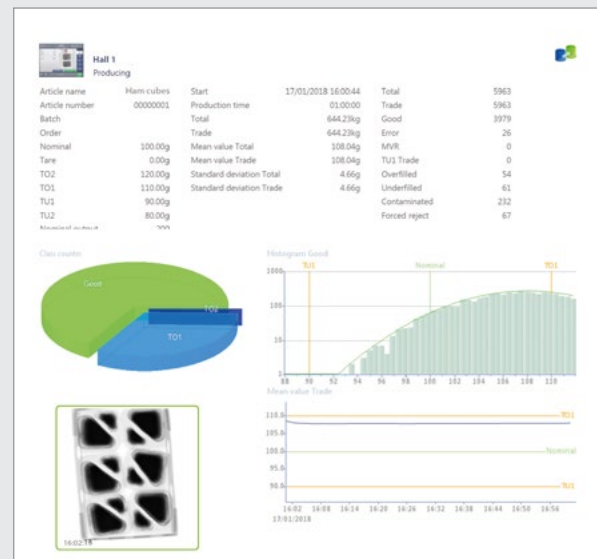 Hall 1
Producing
Article name Ham cubes
Article number 00000001
Batch
Order
Nominal 100.00g
Tare 0.00g
TO2 120.00g
TO1 110.00g
TU1 90.00g
TU2 80.00g
Nominal output 200
Start 17/01/2018 16:00:44
Production time 01:00:00
Total 644.23kg
Trade 644.23kg
Mean value Total 108.04g
Mean value Trade 108.04g
Standard deviation Total 4.66g
Standard deviation Trade 4.66g
Total 5963
Trade 5963
Good 3979
Error 26
MVR 0
TU1 Trade 0
Overfilled 54
Underfilled 61
Contaminated 232
Forced reject 67
Class counts
Good
TO2
TO1
Histogram Good
TU1 Nominal TO1
1000
100
10
1
88 90 92 94 96 98 100 102 104 106 108 110
Mean value Trade
110.0 TO1
105.0
100.0 Nominal
95.0
90.0 TU1
16:02 16:08 16:14 16:20 16:26 16:32 16:38 16:44 16:50 16:56
17/01/2018